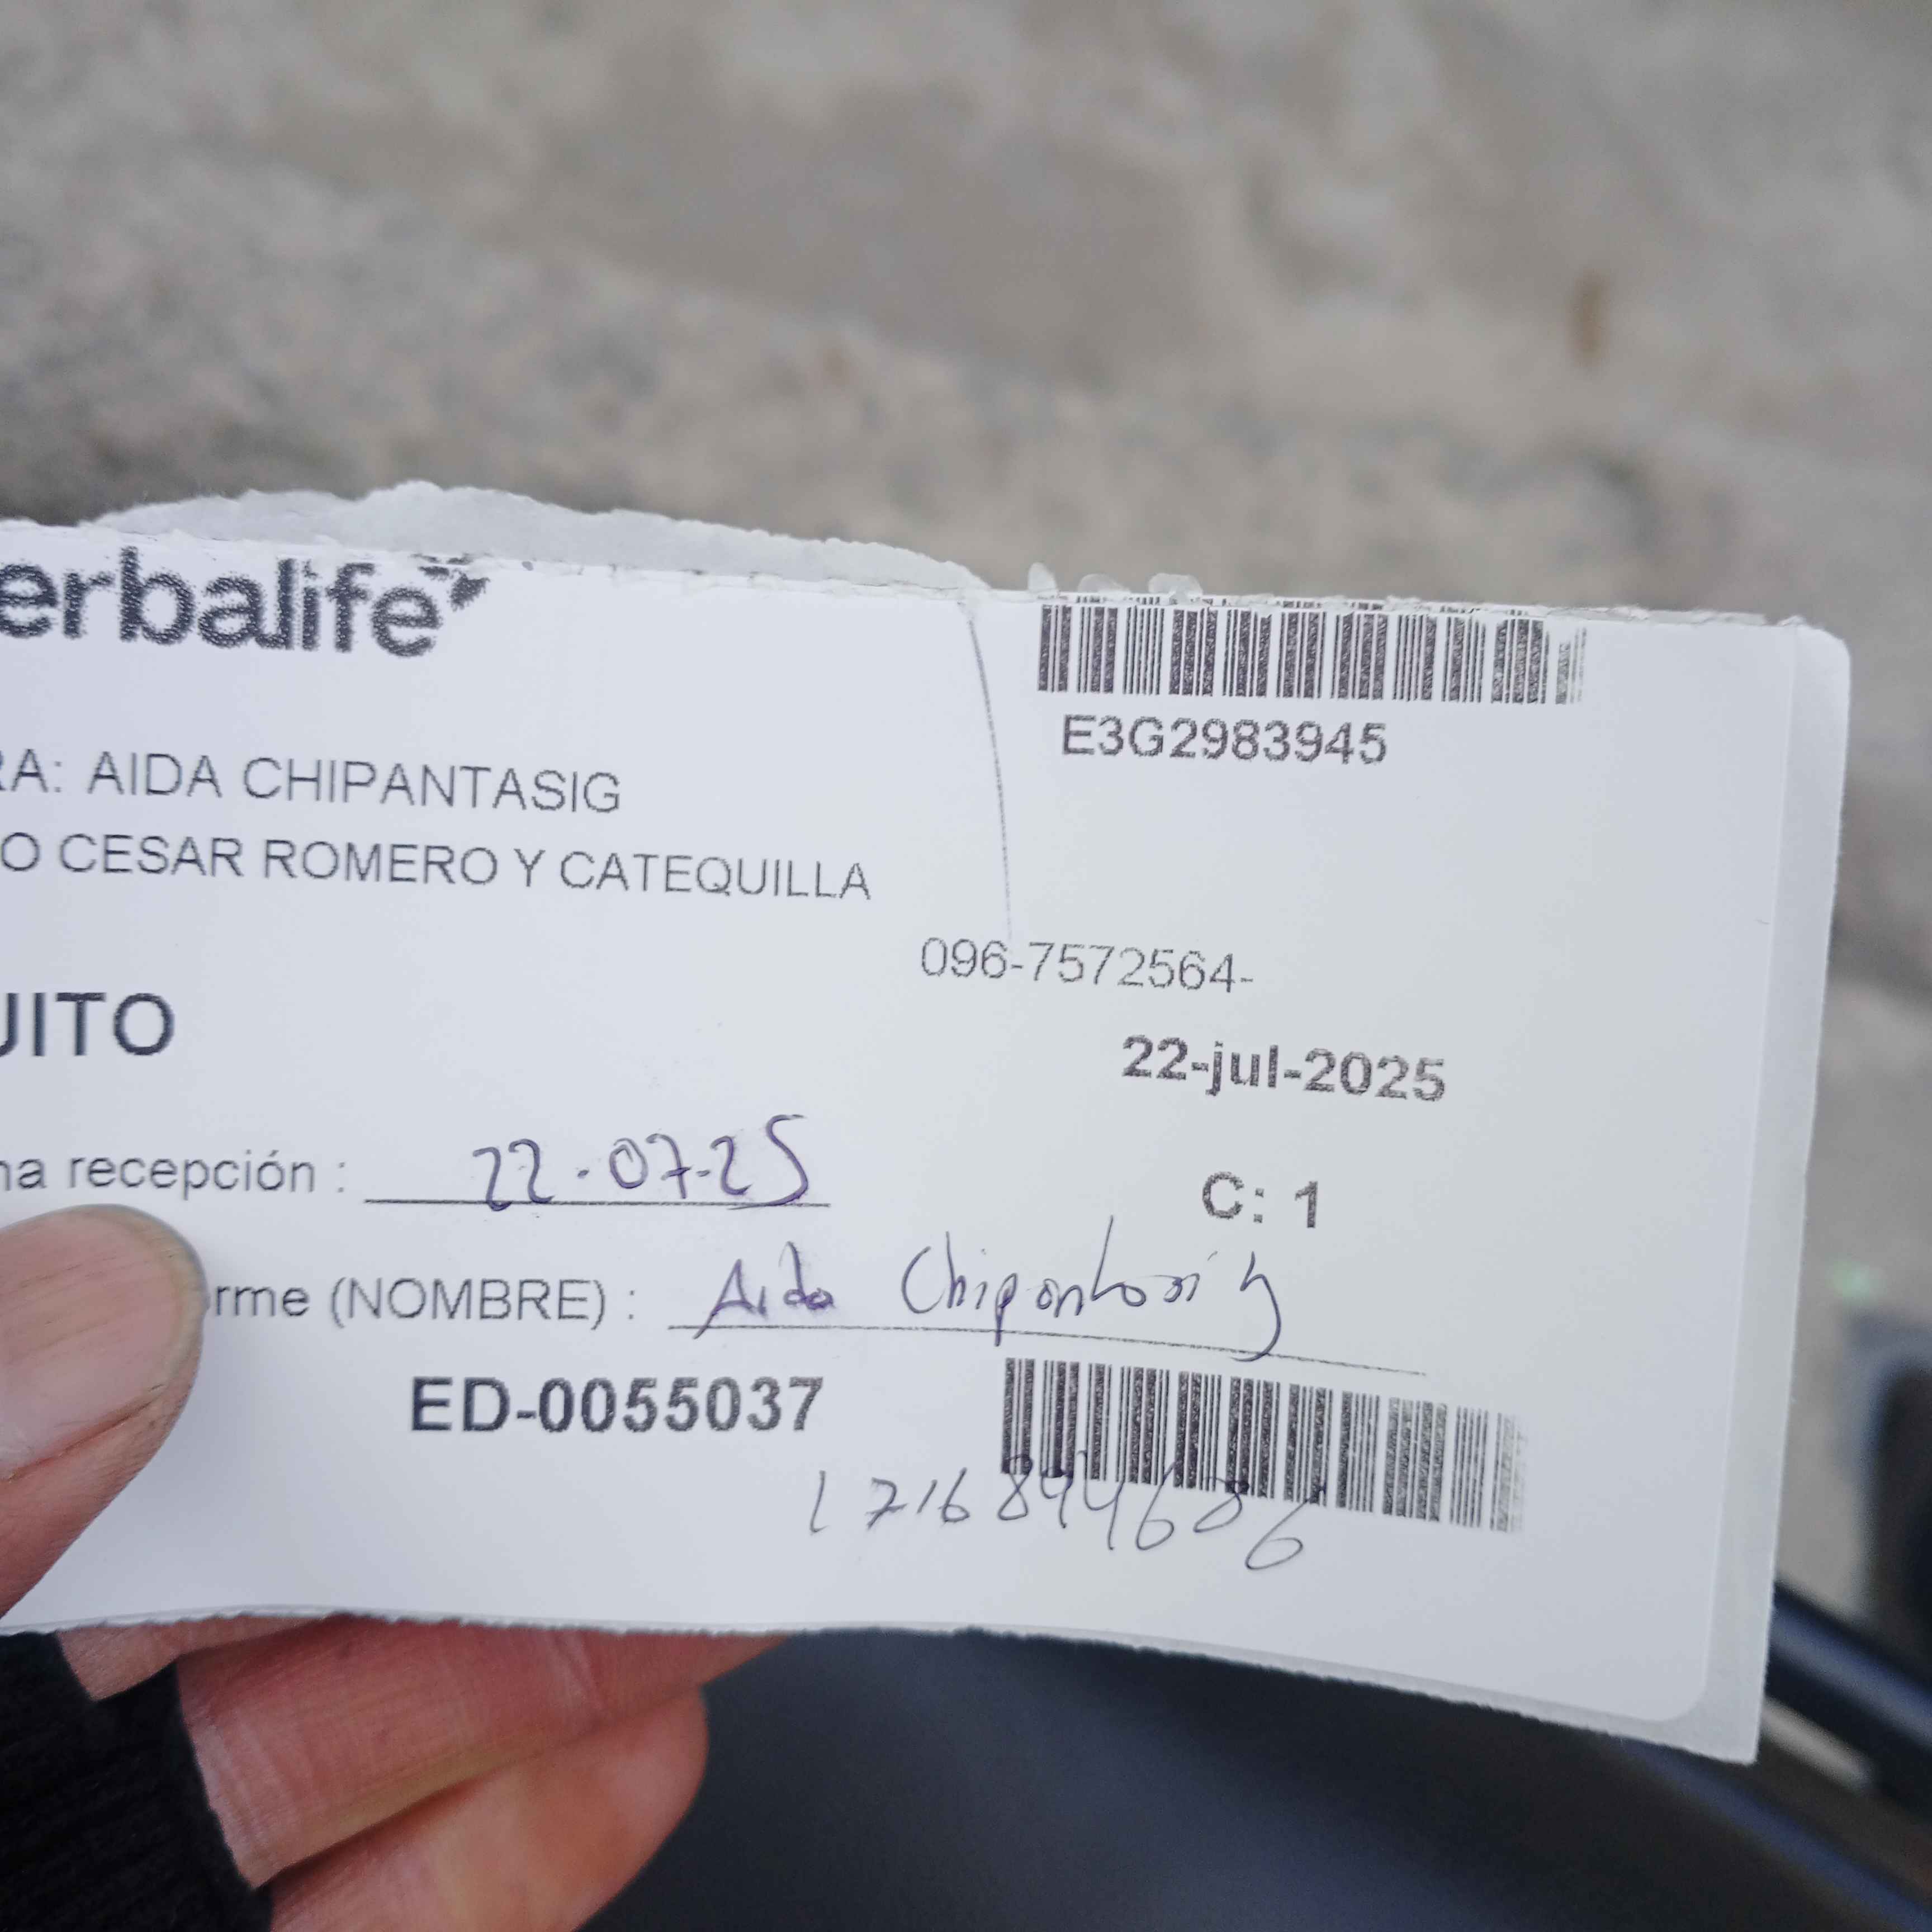 erbalife
E3G2983945
RA: AIDA CHIPANTASIG
O CESAR ROMERO Y CATEQUILLA
096-7572564-
UITO
22-jul-2025
na recepción : 22-07-25
C: 1
rme (NOMBRE) : Aida Chipantasig
ED-0055037
1716844686